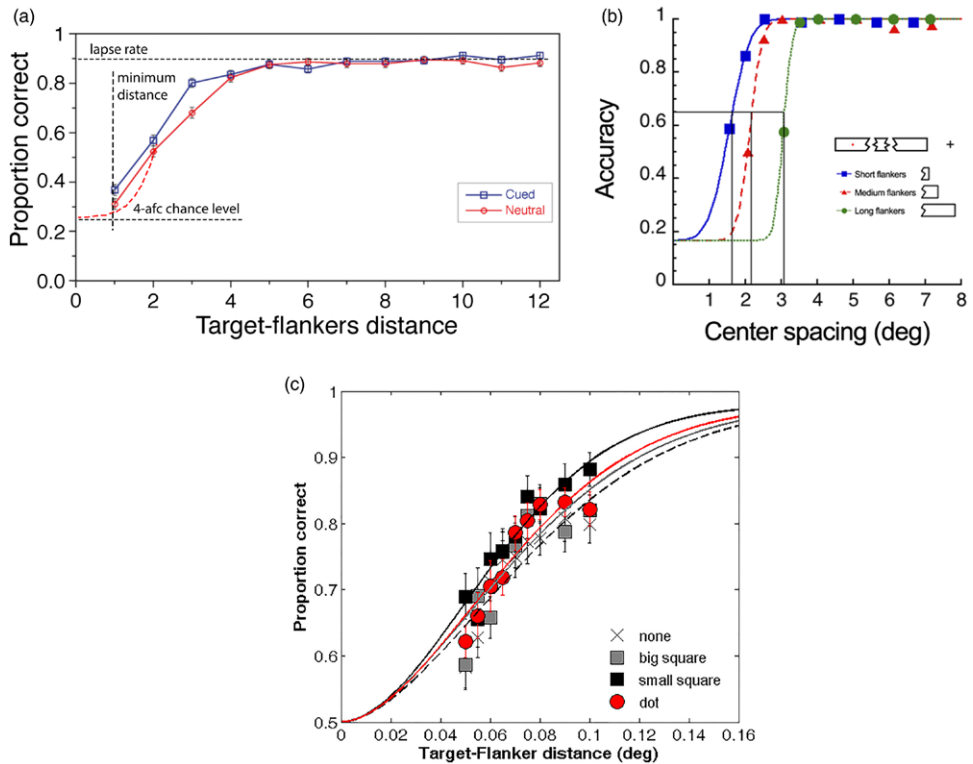 (a)
Proportion correct
1.0
0.8
0.6
0.4
0.2
0.0
lapse rate
minimum
distance
4-afc chance level
Cued
Neutral
0 2 4 6 8 10 12
Target-flankers distance
(b)
Accuracy
1
0.8
0.6
0.4
0.2
0
+
Short flankers
Medium flankers
Long flankers
1 2 3 4 5 6 7 8
Center spacing (deg)
(c)
Proportion correct
1
0.9
0.8
0.7
0.6
0.5
none
big square
small square
dot
0 0.02 0.04 0.06 0.08 0.1 0.12 0.14 0.16
Target-Flanker distance (deg)